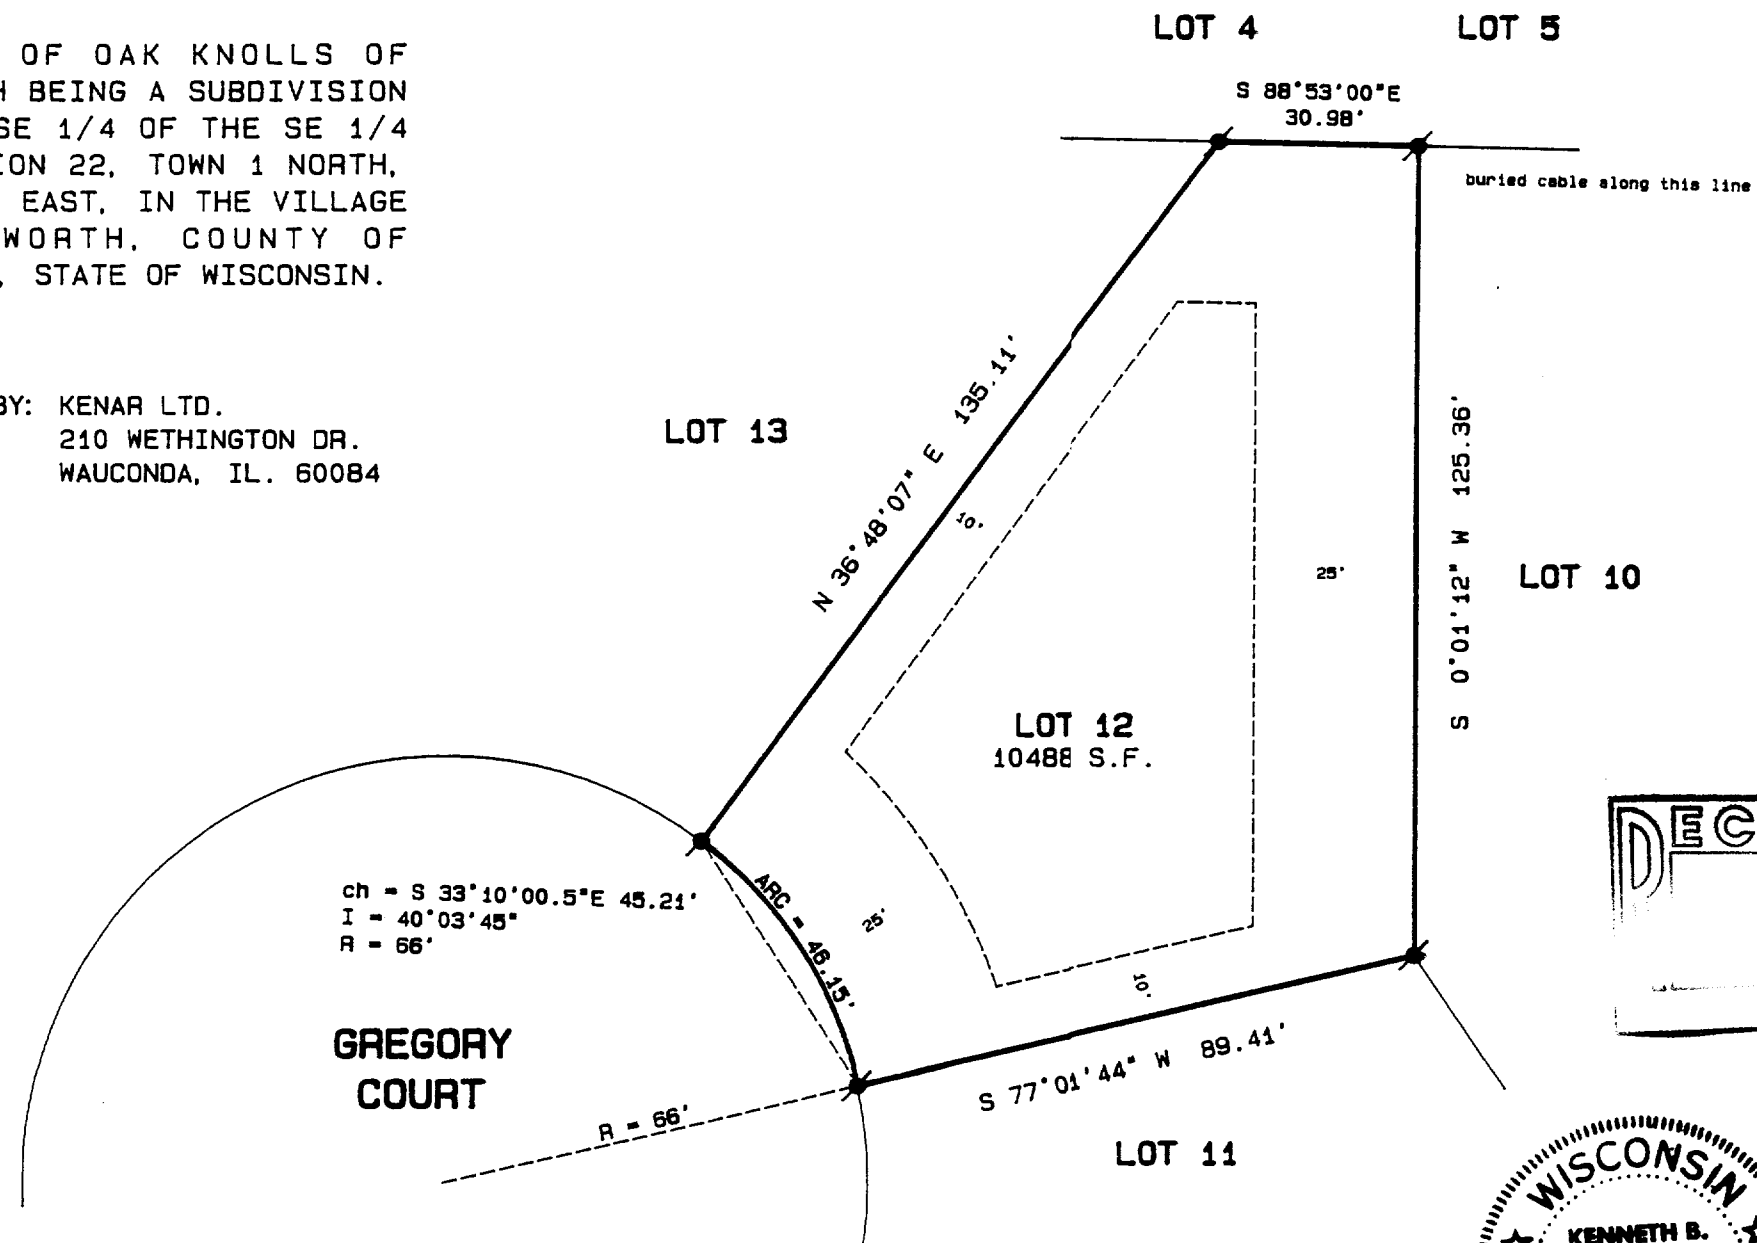 OF OAK KNOLLS OF
BEING A SUBDIVISION
SE 1/4 OF THE SE 1/4
ION 22, TOWN 1 NORTH,
EAST, IN THE VILLAGE
WORTH, COUNTY OF
, STATE OF WISCONSIN.
BY: KENAR LTD.
210 WETHINGTON DR.
WAUCONDA, IL. 60084
LOT 4
LOT 5
S 88°53'00"E
30.98'
buried cable along this line
LOT 13
N 36°48'07" E 135.11'
10'
25'
S 0°01'12" W 125.36'
LOT 10
LOT 12
10488 S.F.
ch = S 33°10'00.5"E 45.21'
I = 40°03'45"
R = 66'
ARC = 46.15'
25'
10'
GREGORY
COURT
R = 66'
S 77°01'44" W 89.41'
LOT 11
DEC
WISCONSIN
KENNETH B.